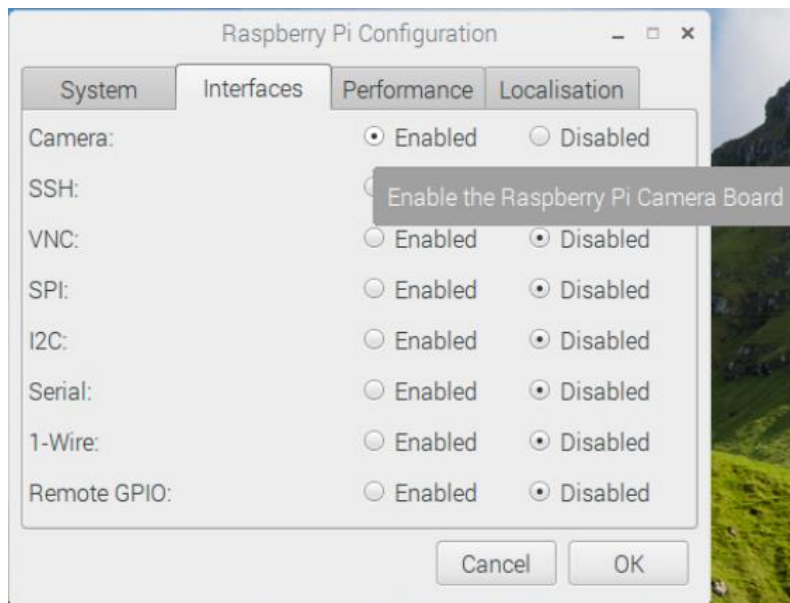 Raspberry Pi Configuration
System Interfaces Performance Localisation
Camera: Enabled Disabled
SSH:
Enable the Raspberry Pi Camera Board
VNC: Enabled Disabled
SPI: Enabled Disabled
I2C: Enabled Disabled
Serial: Enabled Disabled
1-Wire: Enabled Disabled
Remote GPIO: Enabled Disabled
Cancel OK